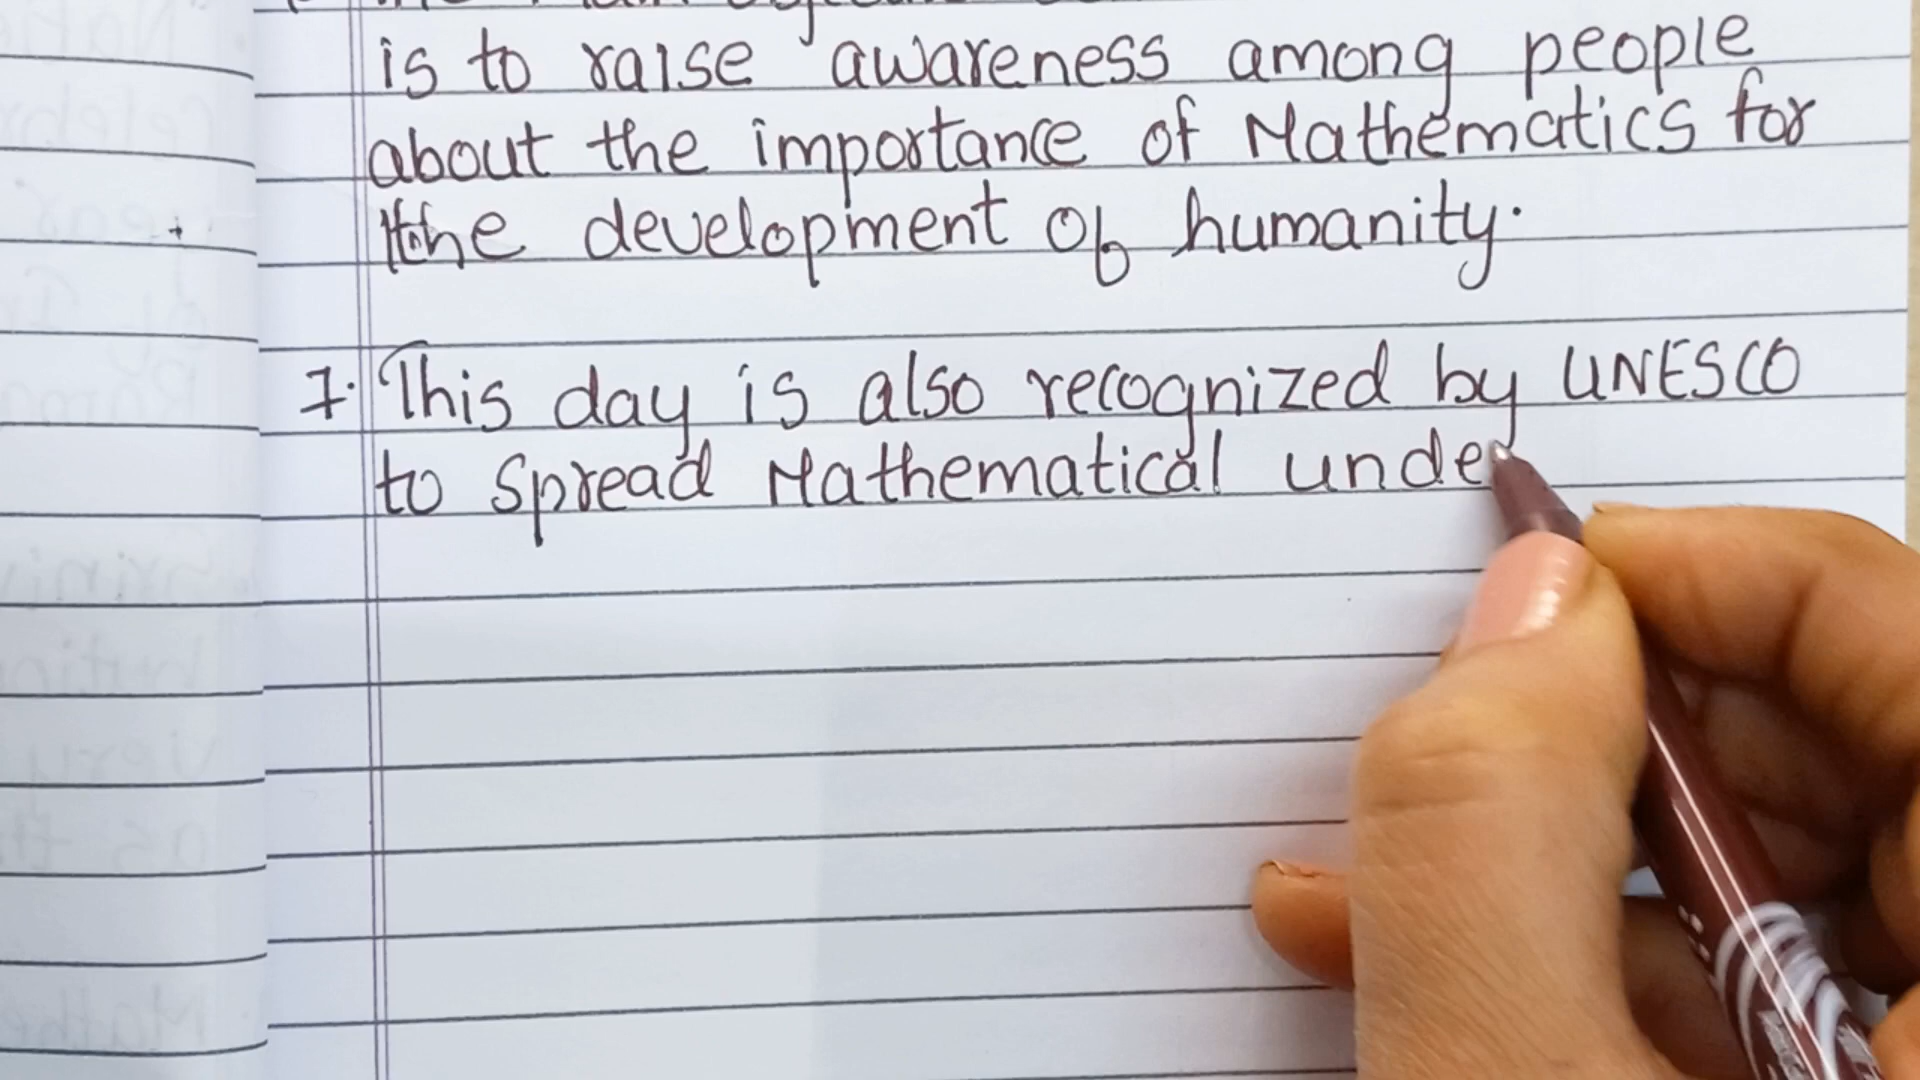 is to raise awareness among people
about the importance of Mathematics for
the development of humanity.
7. This day is also recognized by UNESCO
to spread Mathematical unde